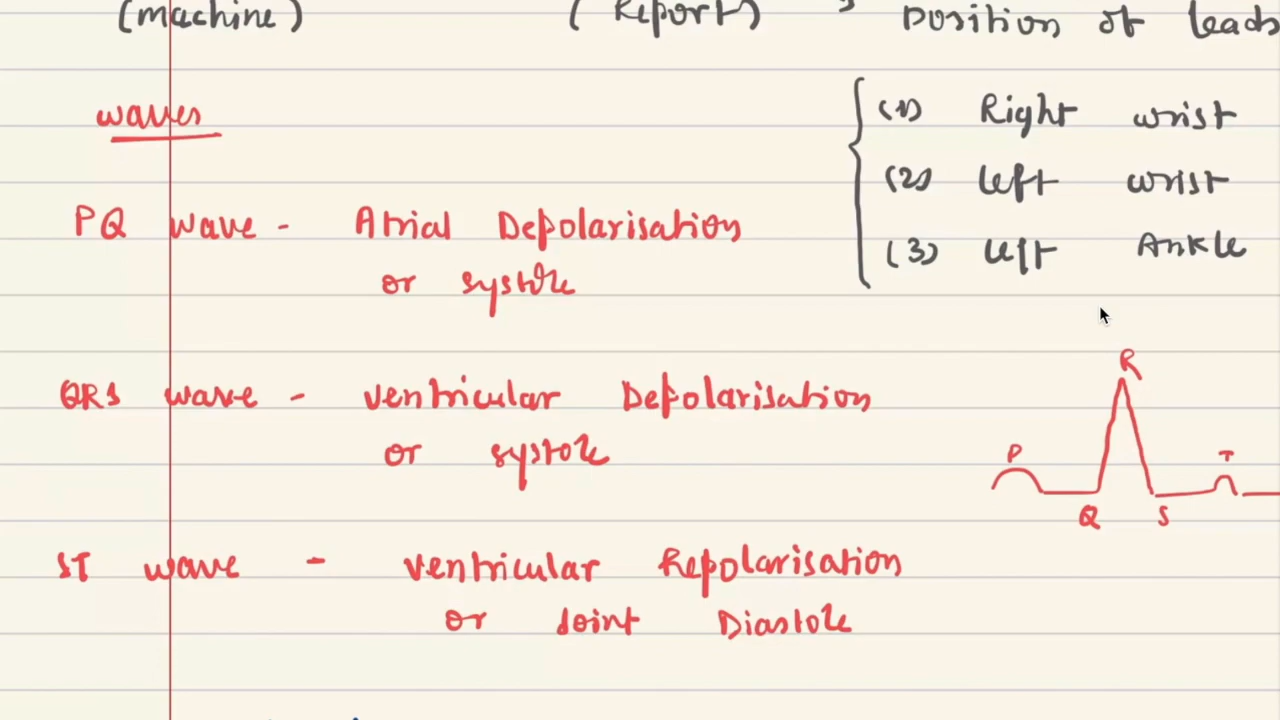 (machine) (Report) Position of leads
waves
(1) Right wrist
(2) left wrist
(3) left Ankle
PQ wave - Atrial Depolarisation
or systole
QRS wave - ventricular Depolarisation
or systole
R
P T
Q S
ST wave - ventricular Repolarisation
or Joint Diastole